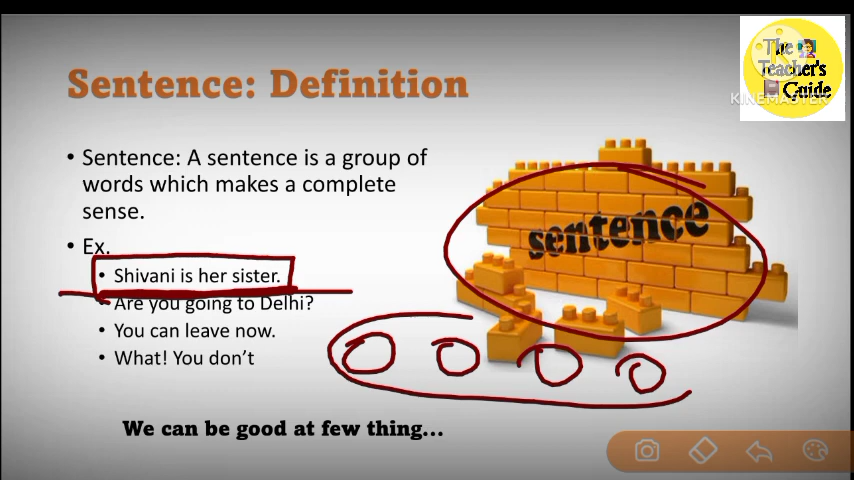 The
Teacher's
Guide
KINEMASTER
Sentence: Definition
• Sentence: A sentence is a group of
words which makes a complete
sense.
• Ex.
• Shivani is her sister.
• Are you going to Delhi?
• You can leave now.
• What! You don't
sentence
We can be good at few thing...